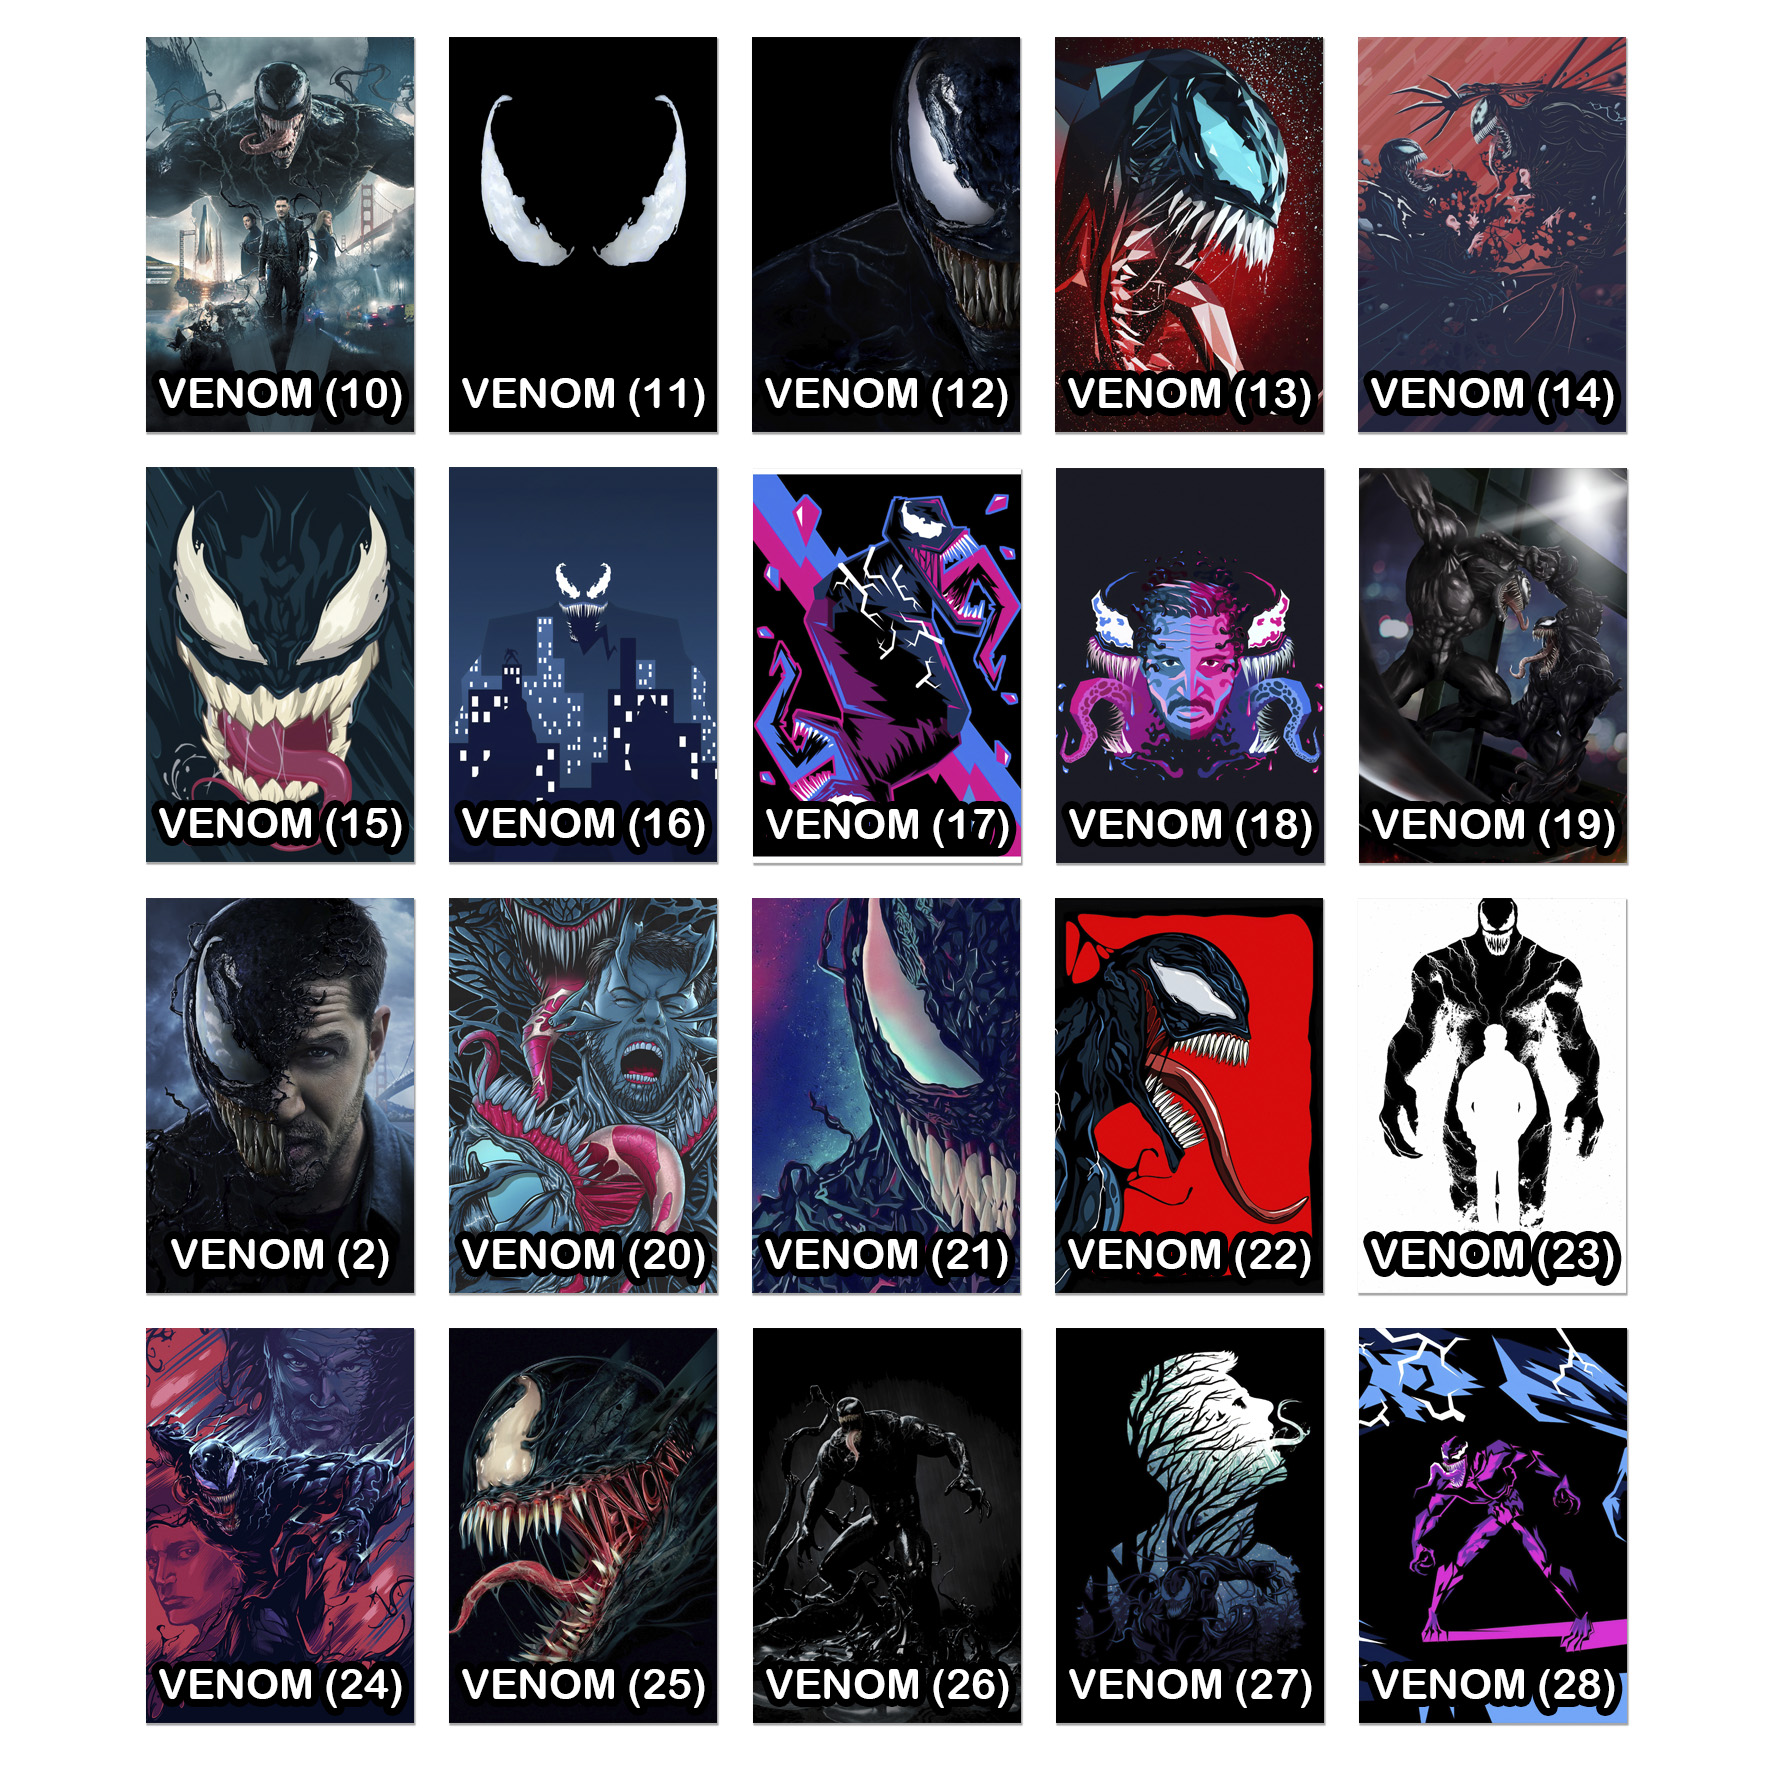 VENOM (10)
VENOM (11)
VENOM (12)
VENOM (13)
VENOM (14)
VENOM (15)
VENOM (16)
VENOM (17)
VENOM (18)
VENOM (19)
VENOM (2)
VENOM (20)
VENOM (21)
VENOM (22)
VENOM (23)
VENOM (24)
VENOM
VENOM (25)
VENOM (26)
VENOM (27)
VENOM (28)